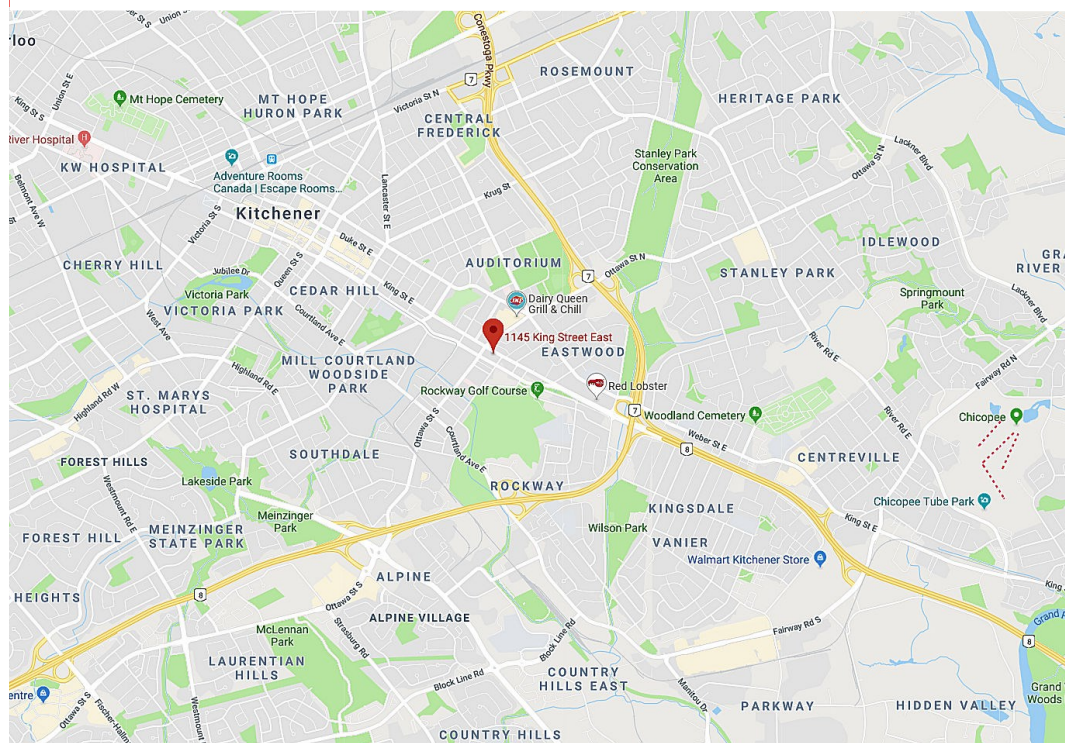 rloo
Union St E
Union St
King St S
Mt Hope Cemetery
MT HOPE
HURON PARK
Victoria St N
Conestoga Pkwy
7
ROSEMOUNT
HERITAGE PARK
CENTRAL
FREDERICK
River Hospital
KW HOSPITAL
Adventure Rooms
Canada | Escape Rooms...
Belmont Ave W
Victoria St S
Lancaster St E
Krug St
Stanley Park
Conservation
Area
Lackner Blvd
Ottawa St N
Kitchener
Duke St E
CHERRY HILL
Jubilee Dr
Queen St S
CEDAR HILL
King St E
AUDITORIUM
7
Ottawa St N
STANLEY PARK
IDLEWOOD
GRA
RIVER
Victoria Park
VICTORIA PARK
Courtland Ave E
West Ave
Dairy Queen
Grill & Chill
Springmount
Park
Lackner Blvd
1145 King Street East
EASTWOOD
River Rd E
Fairway Rd N
MILL COURTLAND
WOODSIDE
PARK
Highland Rd E
Highland Rd W
ST. MARYS
HOSPITAL
Rockway Golf Course
Red Lobster
7
Woodland Cemetery
River Rd E
Chicopee
Ottawa St S
Courtland Ave E
Weber St E
8
CENTREVILLE
FOREST HILLS
SOUTHDALE
Lakeside Park
Westmount Rd E
ROCKWAY
Chicopee Tube Park
KINGSDALE
Meinzinger
Park
MEINZINGER
STATE PARK
FOREST HILL
Wilson Park
VANIER
King St E
Walmart Kitchener Store
HEIGHTS
8
Ottawa St S
ALPINE
King
ALPINE VILLAGE
McLennan
Park
Strasburg Rd
Block Line Rd
Fairway Rd S
8
LAURENTIAN
HILLS
Block Line Rd
COUNTRY
HILLS EAST
Manitou Dr
Grand
Woods
entre
Ottawa St S
Westmount
PARKWAY
HIDDEN VALLEY
COUNTRY HILLS